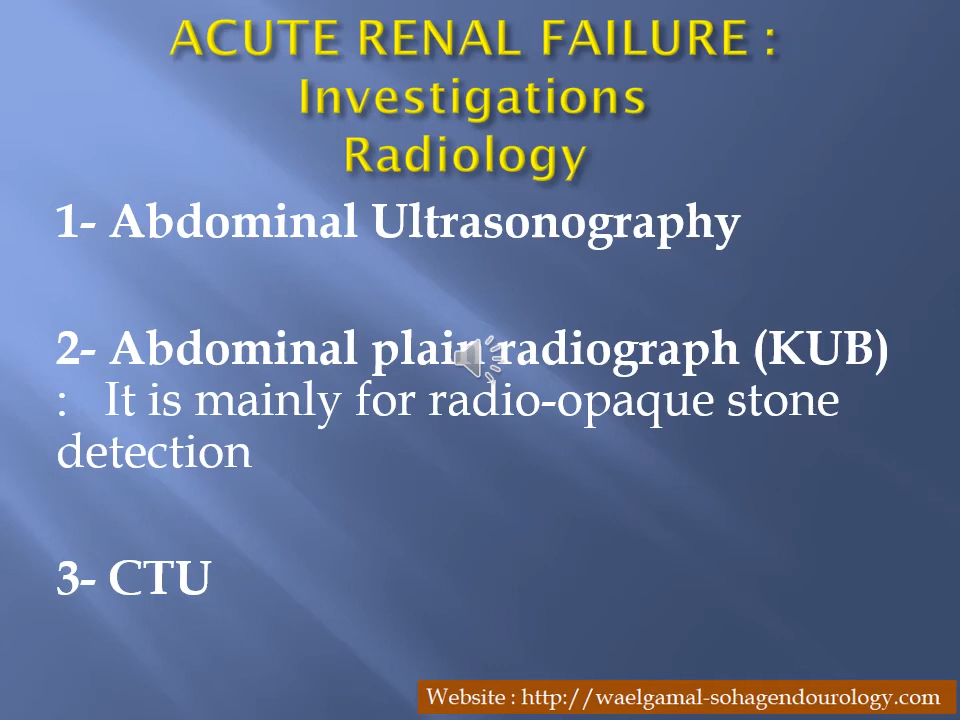 ACUTE RENAL FAILURE :
Investigations
Radiology
1- Abdominal Ultrasonography
2- Abdominal plain radiograph (KUB)
: It is mainly for radio-opaque stone
detection
3- CTU
Website : http://waelgamal-sohagendourology.com